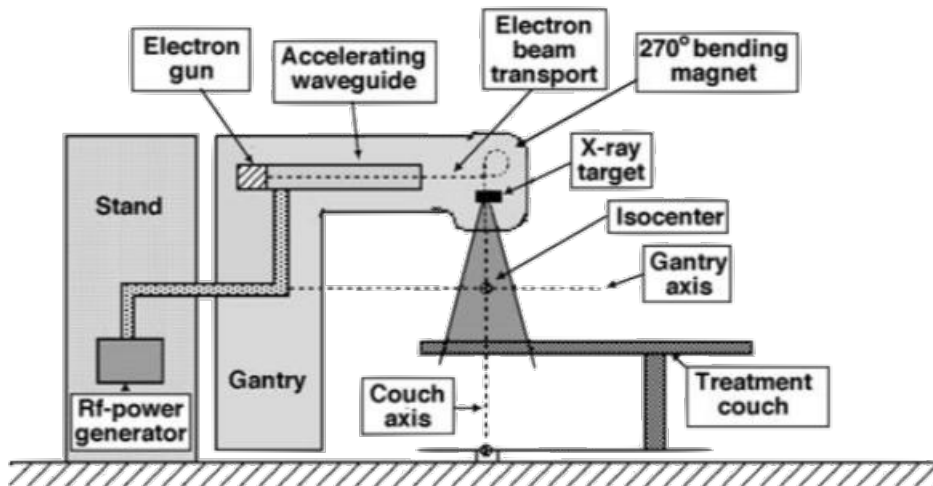 Electron
gun
Accelerating
waveguide
Electron
beam
transport
270° bending
magnet
X-ray
target
Stand
Isocenter
Gantry
axis
Gantry
Rf-power
generator
Couch
axis
Treatment
couch